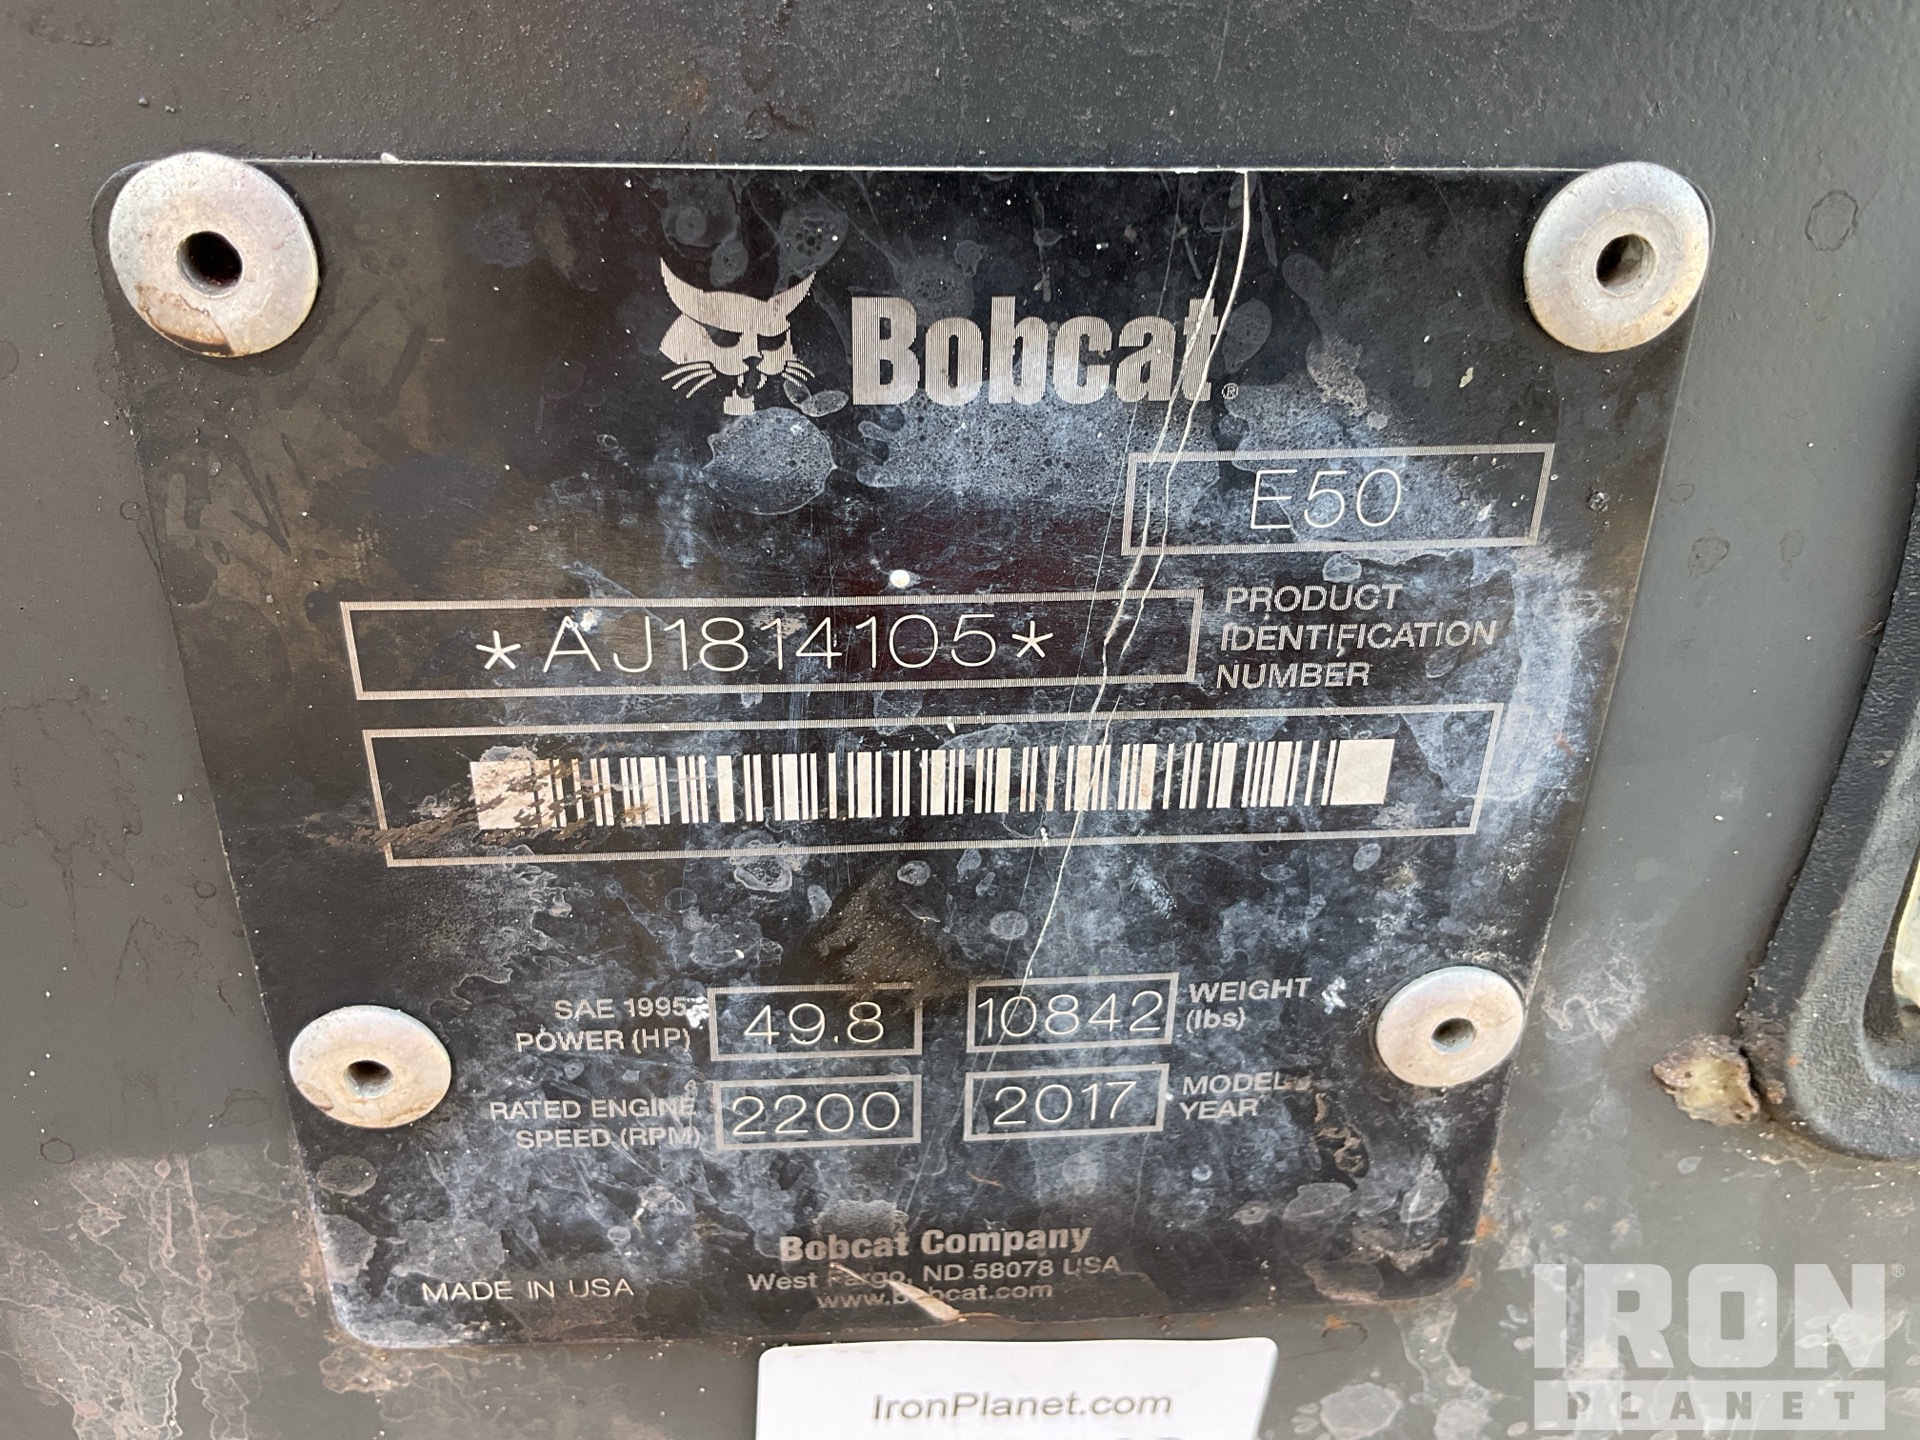 Bobcat®
E50
*AJ1814105*
PRODUCT
IDENTIFICATION
NUMBER
SAE 1995
POWER (HP)
49.8
10842
WEIGHT
(lbs)
RATED ENGINE
SPEED (RPM)
2200
2017
MODEL
YEAR
Bobcat Company
West Fargo, ND 58078 USA
www.bobcat.com
MADE IN USA
IronPlanet.com
IRON®
PLANET